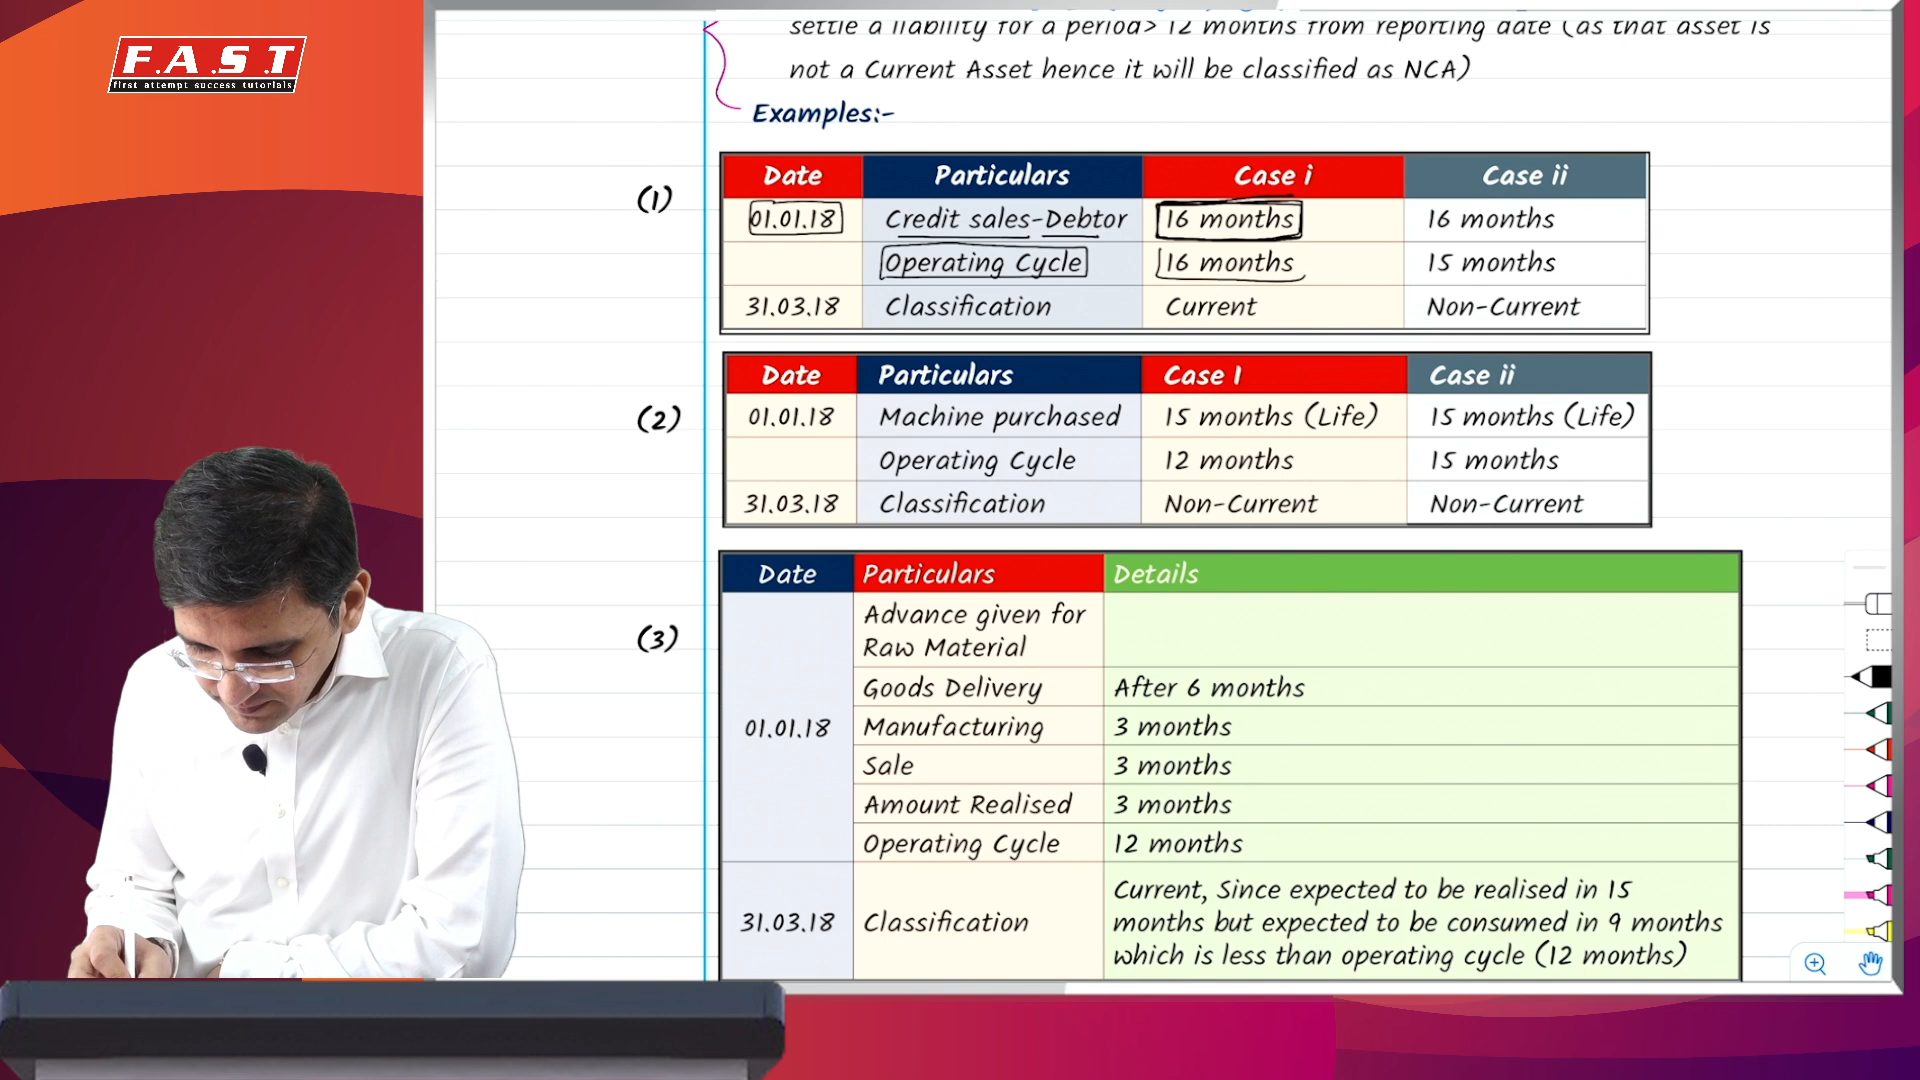 F.A.S.T
first attempt success tutorials
settle a liability for a period> 12 months from reporting date (as that asset is
not a Current Asset hence it will be classified as NCA)
Examples:-
(1)
Date Particulars Case i Case ii
01.01.18 Credit sales-Debtor 16 months 16 months
Operating Cycle 16 months 15 months
31.03.18 Classification Current Non-Current
(2)
Date Particulars Case I Case ii
01.01.18 Machine purchased 15 months (Life) 15 months (Life)
Operating Cycle 12 months 15 months
31.03.18 Classification Non-Current Non-Current
(3)
Date Particulars Details
01.01.18
Advance given for
Raw Material
Goods Delivery After 6 months
Manufacturing 3 months
Sale 3 months
Amount Realised 3 months
Operating Cycle 12 months
31.03.18 Classification
Current, Since expected to be realised in 15
months but expected to be consumed in 9 months
which is less than operating cycle (12 months)